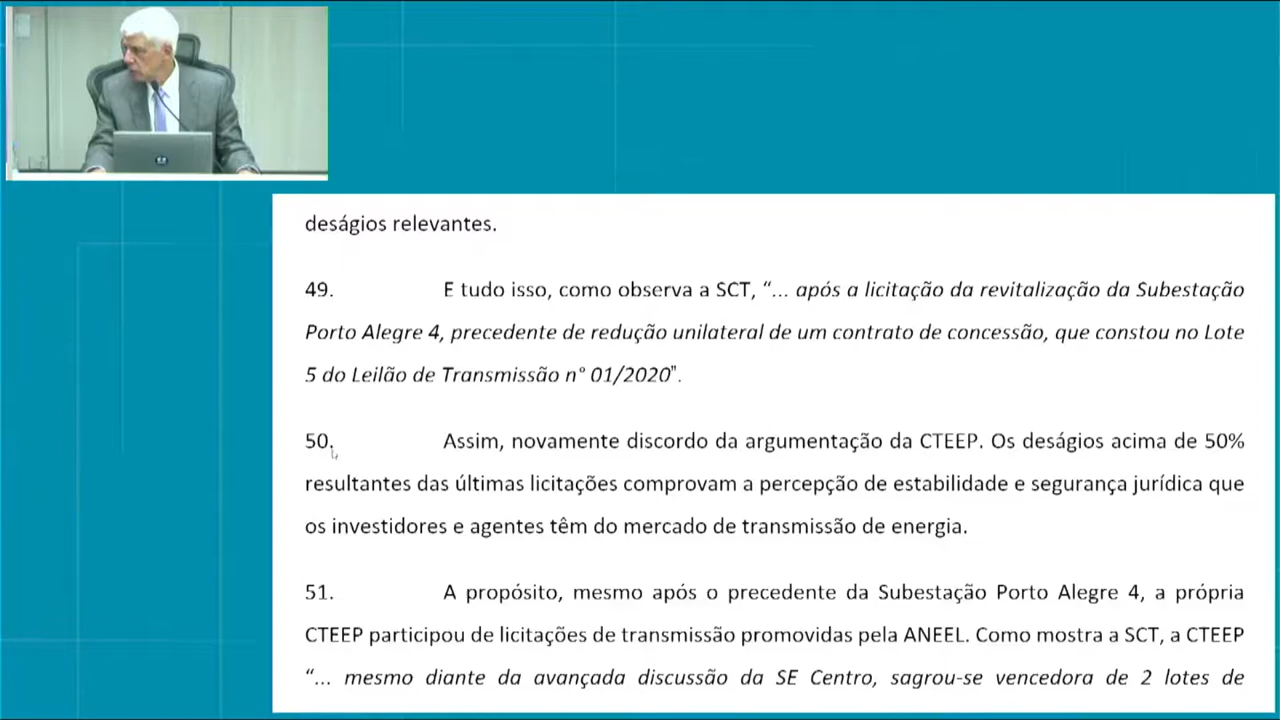 deságios relevantes.
49. E tudo isso, como observa a SCT, “... após a licitação da revitalização da Subestação
Porto Alegre 4, precedente de redução unilateral de um contrato de concessão, que constou no Lote
5 do Leilão de Transmissão n° 01/2020”.
50. Assim, novamente discordo da argumentação da CTEEP. Os deságios acima de 50%
resultantes das últimas licitações comprovam a percepção de estabilidade e segurança jurídica que
os investidores e agentes têm do mercado de transmissão de energia.
51. A propósito, mesmo após o precedente da Subestação Porto Alegre 4, a própria
CTEEP participou de licitações de transmissão promovidas pela ANEEL. Como mostra a SCT, a CTEEP
“... mesmo diante da avançada discussão da SE Centro, sagrou-se vencedora de 2 lotes de